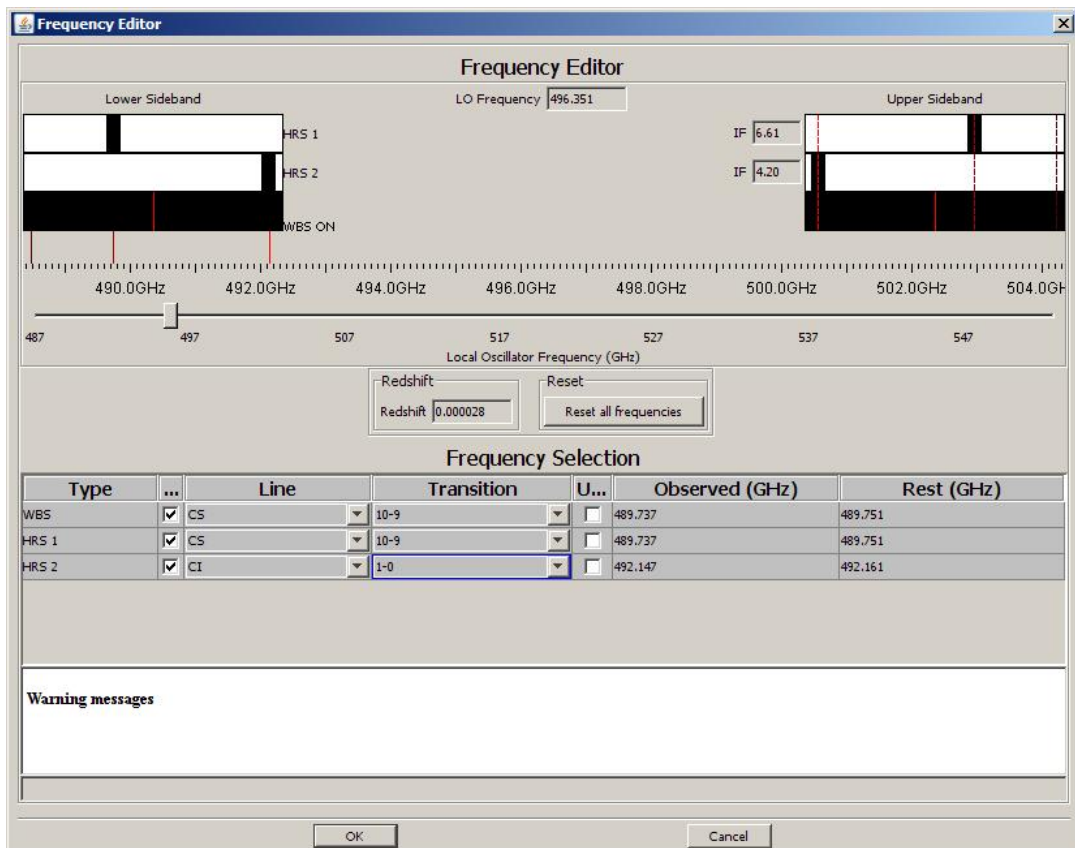 Frequency Editor
Frequency Editor
Lower Sideband
LO Frequency 496.351
Upper Sideband
HRS 1
IF 6.61
HRS 2
IF 4.20
WBS ON
490.0GHz 492.0GHz 494.0GHz 496.0GHz 498.0GHz 500.0GHz 502.0GHz 504.0GH
487 497 507 517 527 537 547
Local Oscillator Frequency (GHz)
Redshift Reset
Redshift 0.000028 Reset all frequencies
Frequency Selection
Type ... Line Transition U... Observed (GHz) Rest (GHz)
WBS CS 10-9 489.737 489.751
HRS 1 CS 10-9 489.737 489.751
HRS 2 CI 1-0 492.147 492.161
Warning messages
OK Cancel